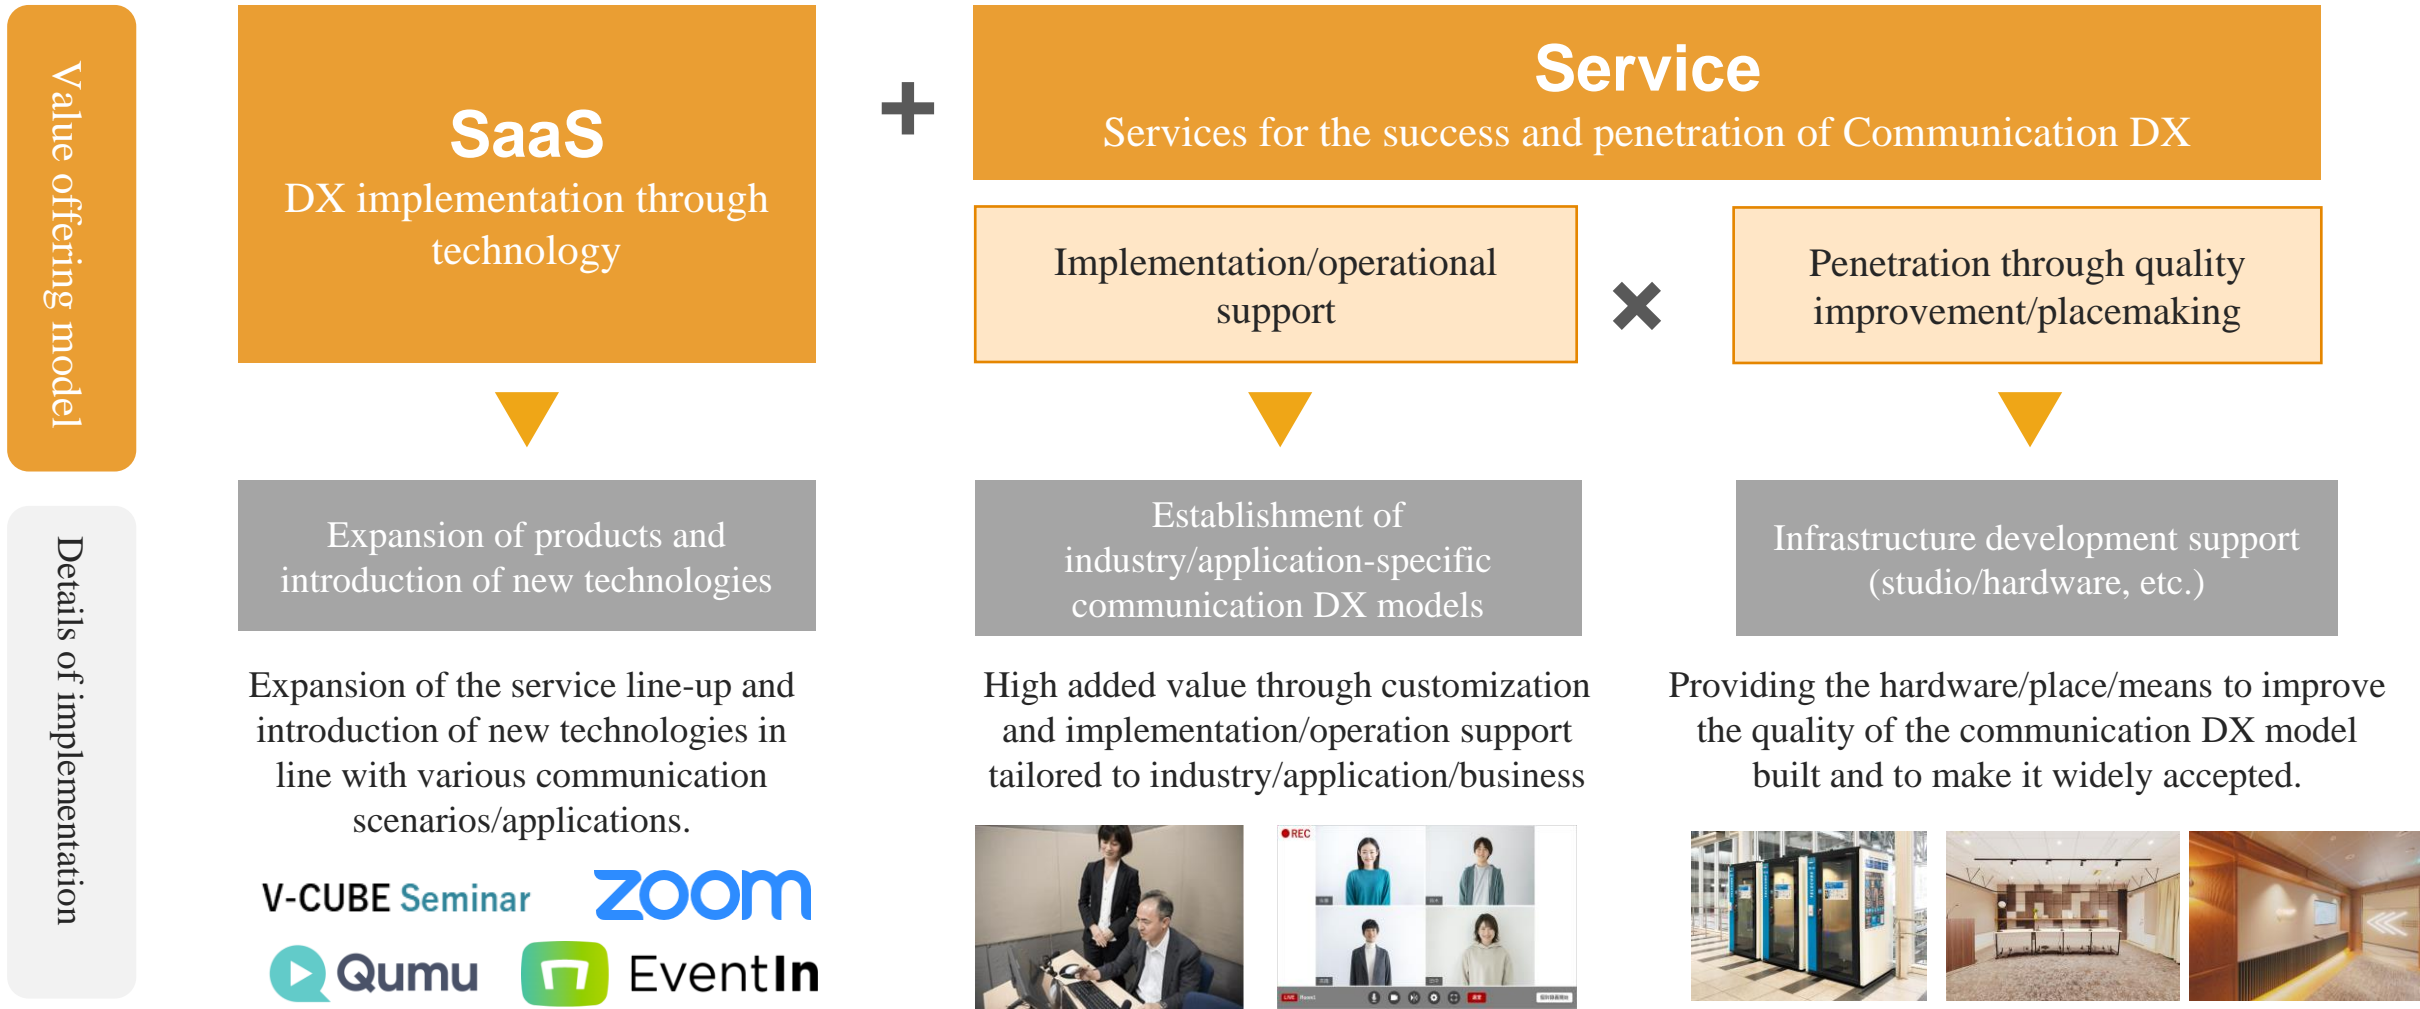 Value offering model
SaaS
DX implementation through
technology
+
Service
Services for the success and penetration of Communication DX
Implementation/operational
support
×
Penetration through quality
improvement/placemaking
Details of implementation
Expansion of products and
introduction of new technologies
Establishment of
industry/application-specific
communication DX models
Infrastructure development support
(studio/hardware, etc.)
Expansion of the service line-up and
introduction of new technologies in
line with various communication
scenarios/applications.
High added value through customization
and implementation/operation support
tailored to industry/application/business
Providing the hardware/place/means to improve
the quality of the communication DX model
built and to make it widely accepted.
V-CUBE Seminar
zoom
Qumu
EventIn
REC
LIVE Room1